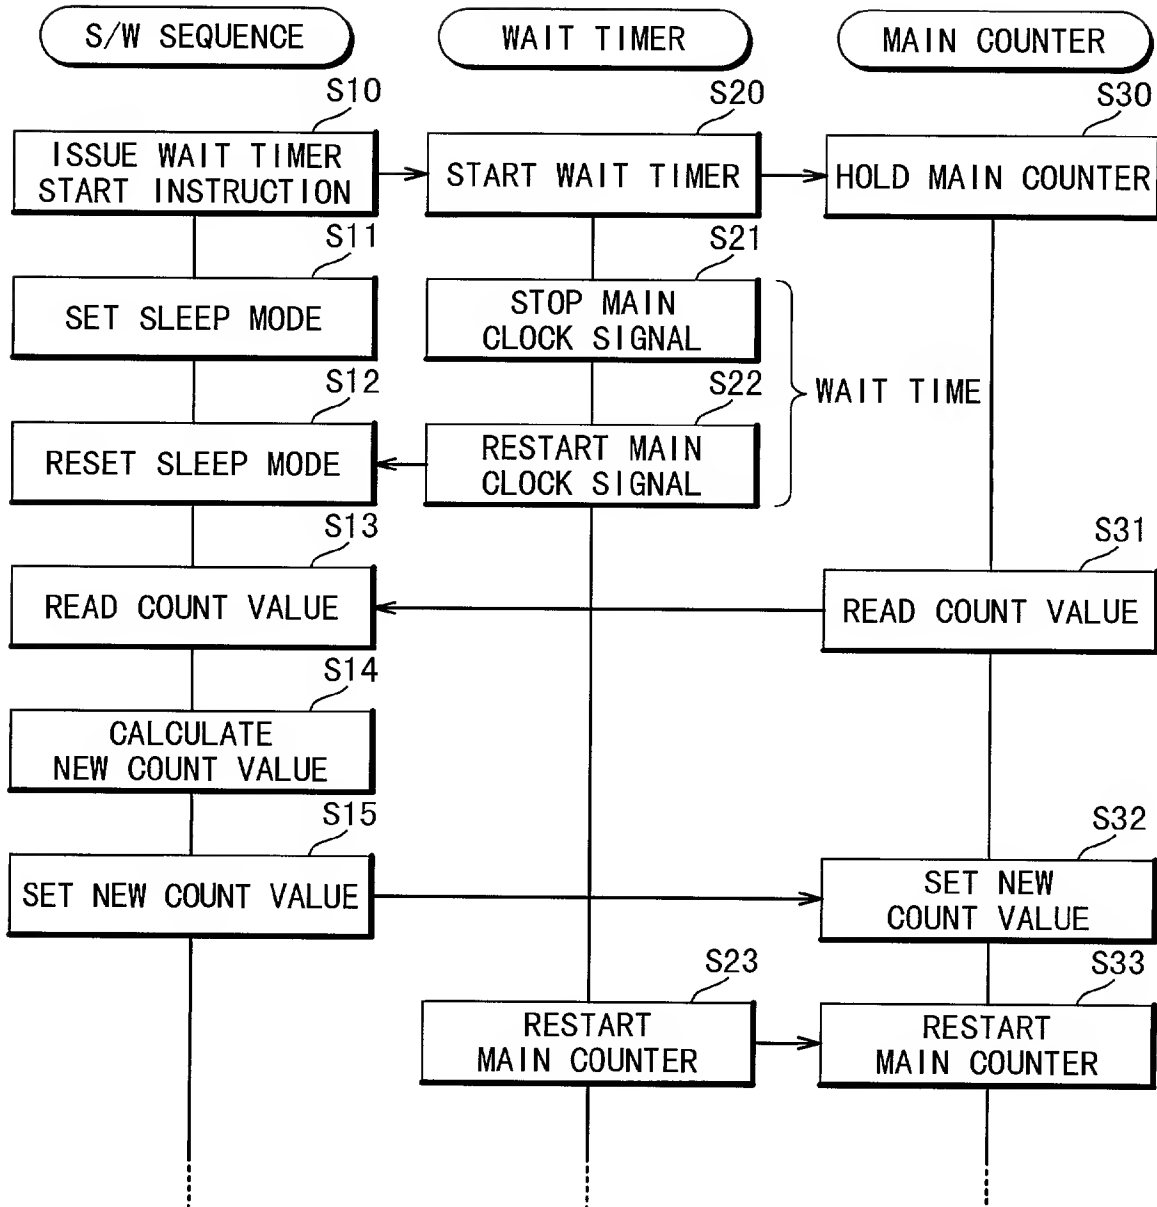 S/W SEQUENCE
WAIT TIMER
MAIN COUNTER
S10
S20
S30
ISSUE WAIT TIMER
START INSTRUCTION
START WAIT TIMER
HOLD MAIN COUNTER
S11
S21
SET SLEEP MODE
STOP MAIN
CLOCK SIGNAL
WAIT TIME
S12
S22
RESET SLEEP MODE
RESTART MAIN
CLOCK SIGNAL
S13
S31
READ COUNT VALUE
READ COUNT VALUE
S14
CALCULATE
NEW COUNT VALUE
S15
S32
SET NEW COUNT VALUE
SET NEW
COUNT VALUE
S23
S33
RESTART
MAIN COUNTER
RESTART
MAIN COUNTER